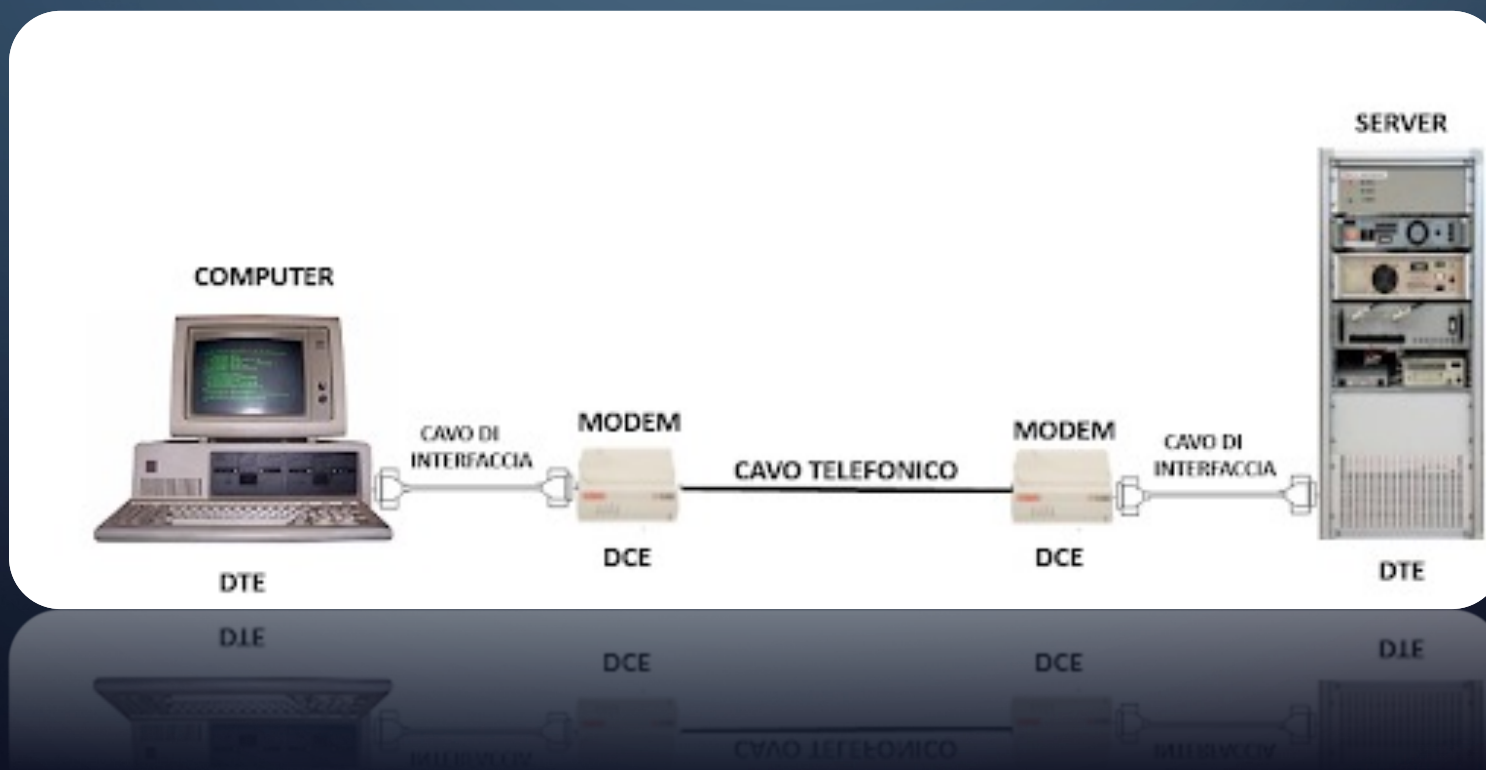 SERVER
COMPUTER
CAVO DI
INTERFACCIA
MODEM
CAVO TELEFONICO
MODEM
CAVO DI
INTERFACCIA
DTE
DCE
DCE
DTE